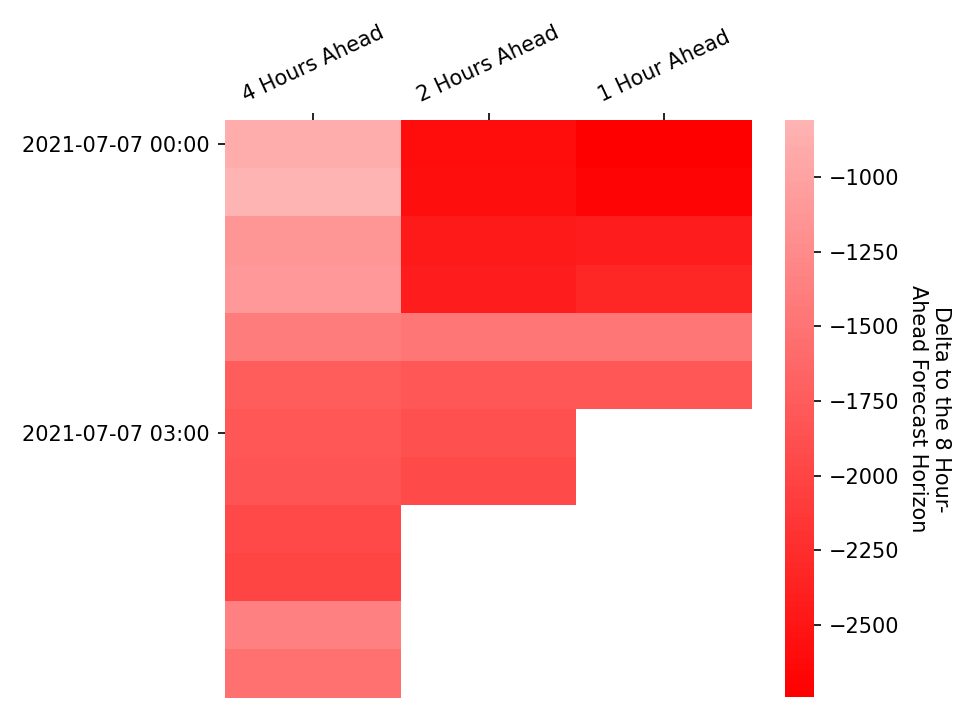 4 Hours Ahead
2 Hours Ahead
1 Hour Ahead
2021-07-07 00:00
2021-07-07 03:00
−1000
−1250
−1500
−1750
−2000
−2250
−2500
Delta to the 8 Hour-
Ahead Forecast Horizon